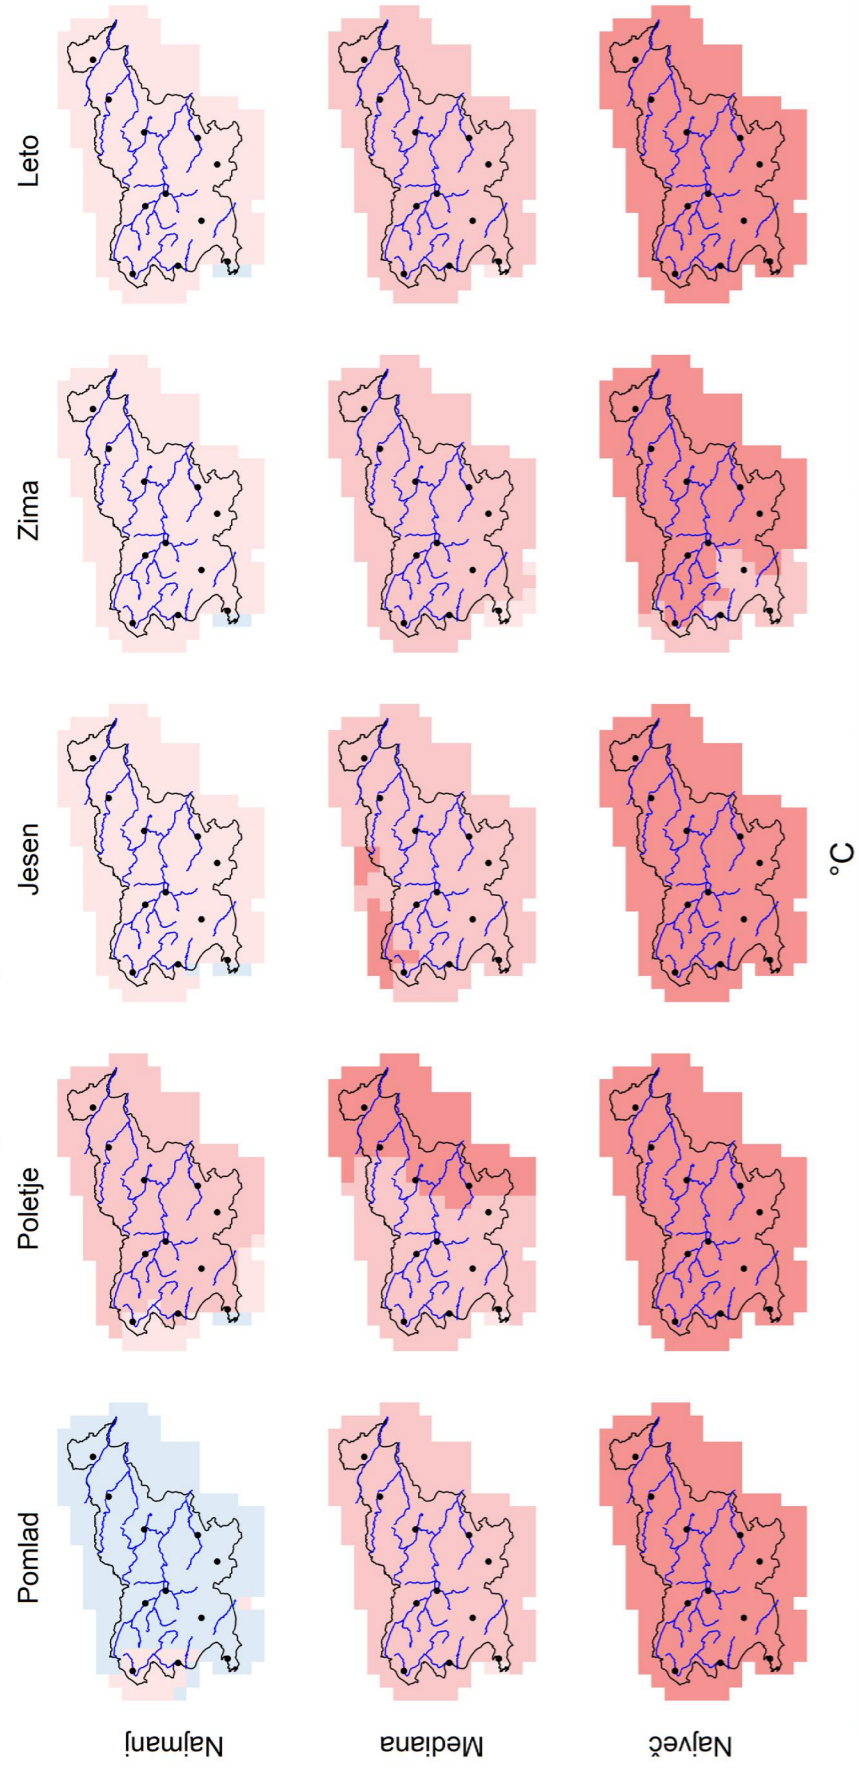 Pomlad
Poletje
Jesen
Zima
Leto
Najmanj
Mediana
Največ
°C